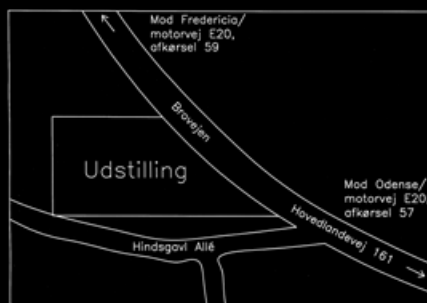 Mod Fredericia/
motorvej E20,
afkørsel 59
Brovejen
Udstilling
Mod Odense/
motorvej E20,
afkørsel 57
Hovedlandevej 161
Hindsgavl Allé